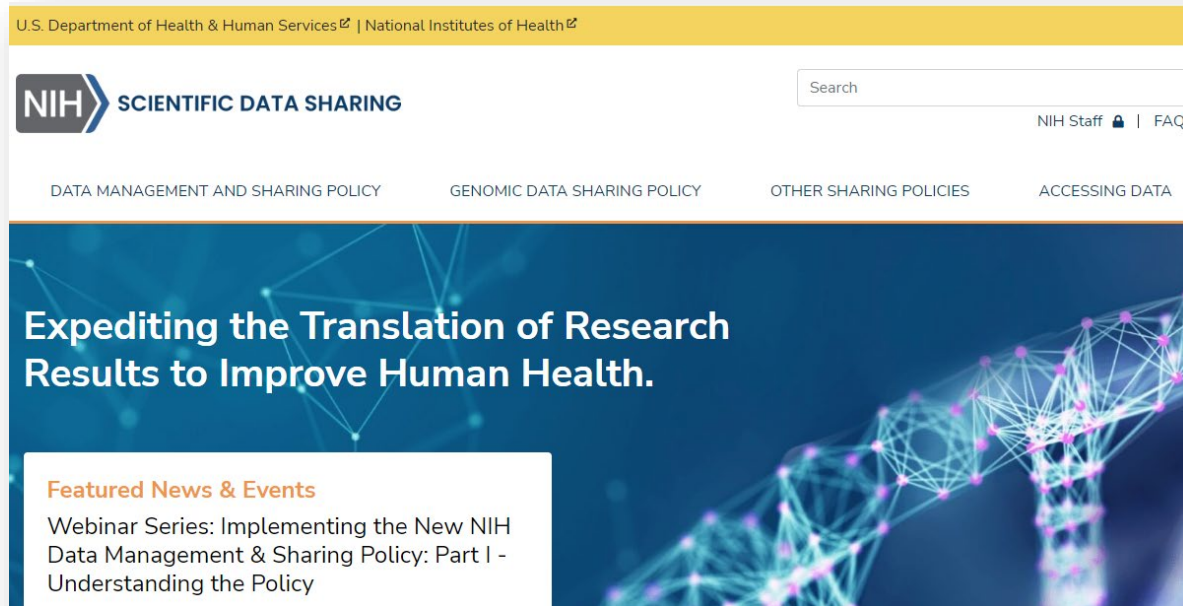 U.S. Department of Health & Human Services | National Institutes of Health
NIH SCIENTIFIC DATA SHARING
Search
NIH Staff | FAQ
DATA MANAGEMENT AND SHARING POLICY GENOMIC DATA SHARING POLICY OTHER SHARING POLICIES ACCESSING DATA
Expediting the Translation of Research
Results to Improve Human Health.
Featured News & Events
Webinar Series: Implementing the New NIH
Data Management & Sharing Policy: Part I -
Understanding the Policy